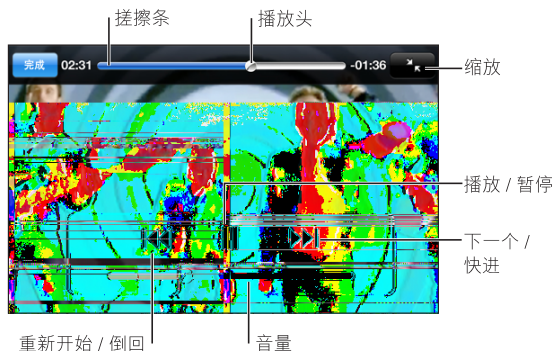 搓擦条
播放头
完成 02:31 -01:36
缩放
播放 / 暂停
下一个 /
快进
重新开始 / 倒回
音量